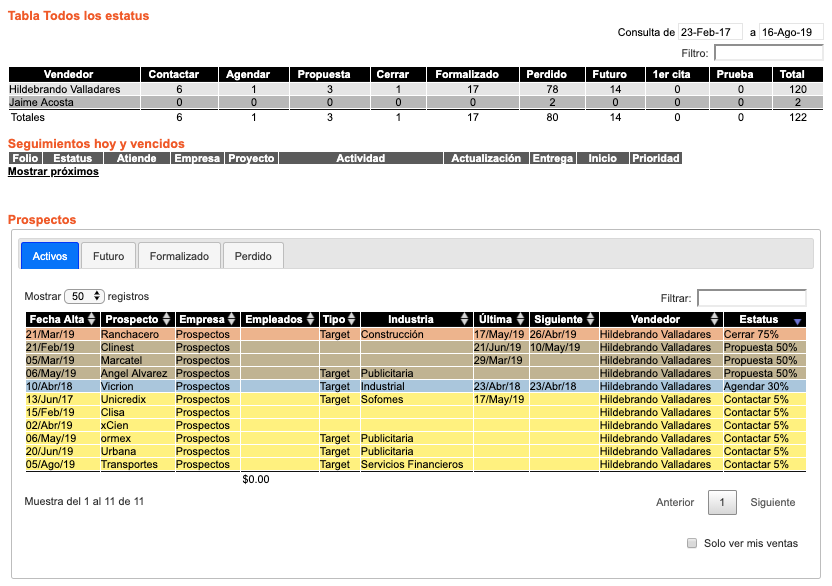 Tabla Todos los estatus
Consulta de 23-Feb-17 a 16-Ago-19
Filtro:
Vendedor Contactar Agendar Propuesta Cerrar Formalizado Perdido Futuro 1er cita Prueba Total
Hildebrando Valladares 6 1 3 1 17 78 14 0 0 120
Jaime Acosta 0 0 0 0 0 2 0 0 0 2
Totales 6 1 3 1 17 80 14 0 0 122
Seguimientos hoy y vencidos
Folio Estatus Atiende Empresa Proyecto Actividad Actualización Entrega Inicio Prioridad
Mostrar próximos
Prospectos
Activos Futuro Formalizado Perdido
Mostrar 50 registros
Filtrar:
Fecha Alta Prospecto Empresa Empleados Tipo Industria Última Siguiente Vendedor Estatus
21/Mar/19 Ranchacero Prospectos Target Construcción 17/May/19 26/Abr/19 Hildebrando Valladares Cerrar 75%
21/Feb/19 Clinest Prospectos 21/Jun/19 10/May/19 Hildebrando Valladares Propuesta 50%
05/Mar/19 Marcatel Prospectos 29/Mar/19 Hildebrando Valladares Propuesta 50%
06/May/19 Angel Alvarez Prospectos Target Publicitaria Hildebrando Valladares Propuesta 50%
10/Abr/18 Vicrion Prospectos Target Industrial 23/Abr/18 23/Abr/18 Hildebrando Valladares Agendar 30%
13/Jun/17 Unicredix Prospectos Target Sofomes 17/May/19 Hildebrando Valladares Contactar 5%
15/Feb/19 Clisa Prospectos Hildebrando Valladares Contactar 5%
02/Abr/19 xCien Prospectos Hildebrando Valladares Contactar 5%
06/May/19 ormex Prospectos Target Publicitaria Hildebrando Valladares Contactar 5%
20/Jun/19 Urbana Prospectos Target Publicitaria Hildebrando Valladares Contactar 5%
05/Ago/19 Transportes Prospectos Target Servicios Financieros Hildebrando Valladares Contactar 5%
$0.00
Muestra del 1 al 11 de 11
Anterior 1 Siguiente
Solo ver mis ventas